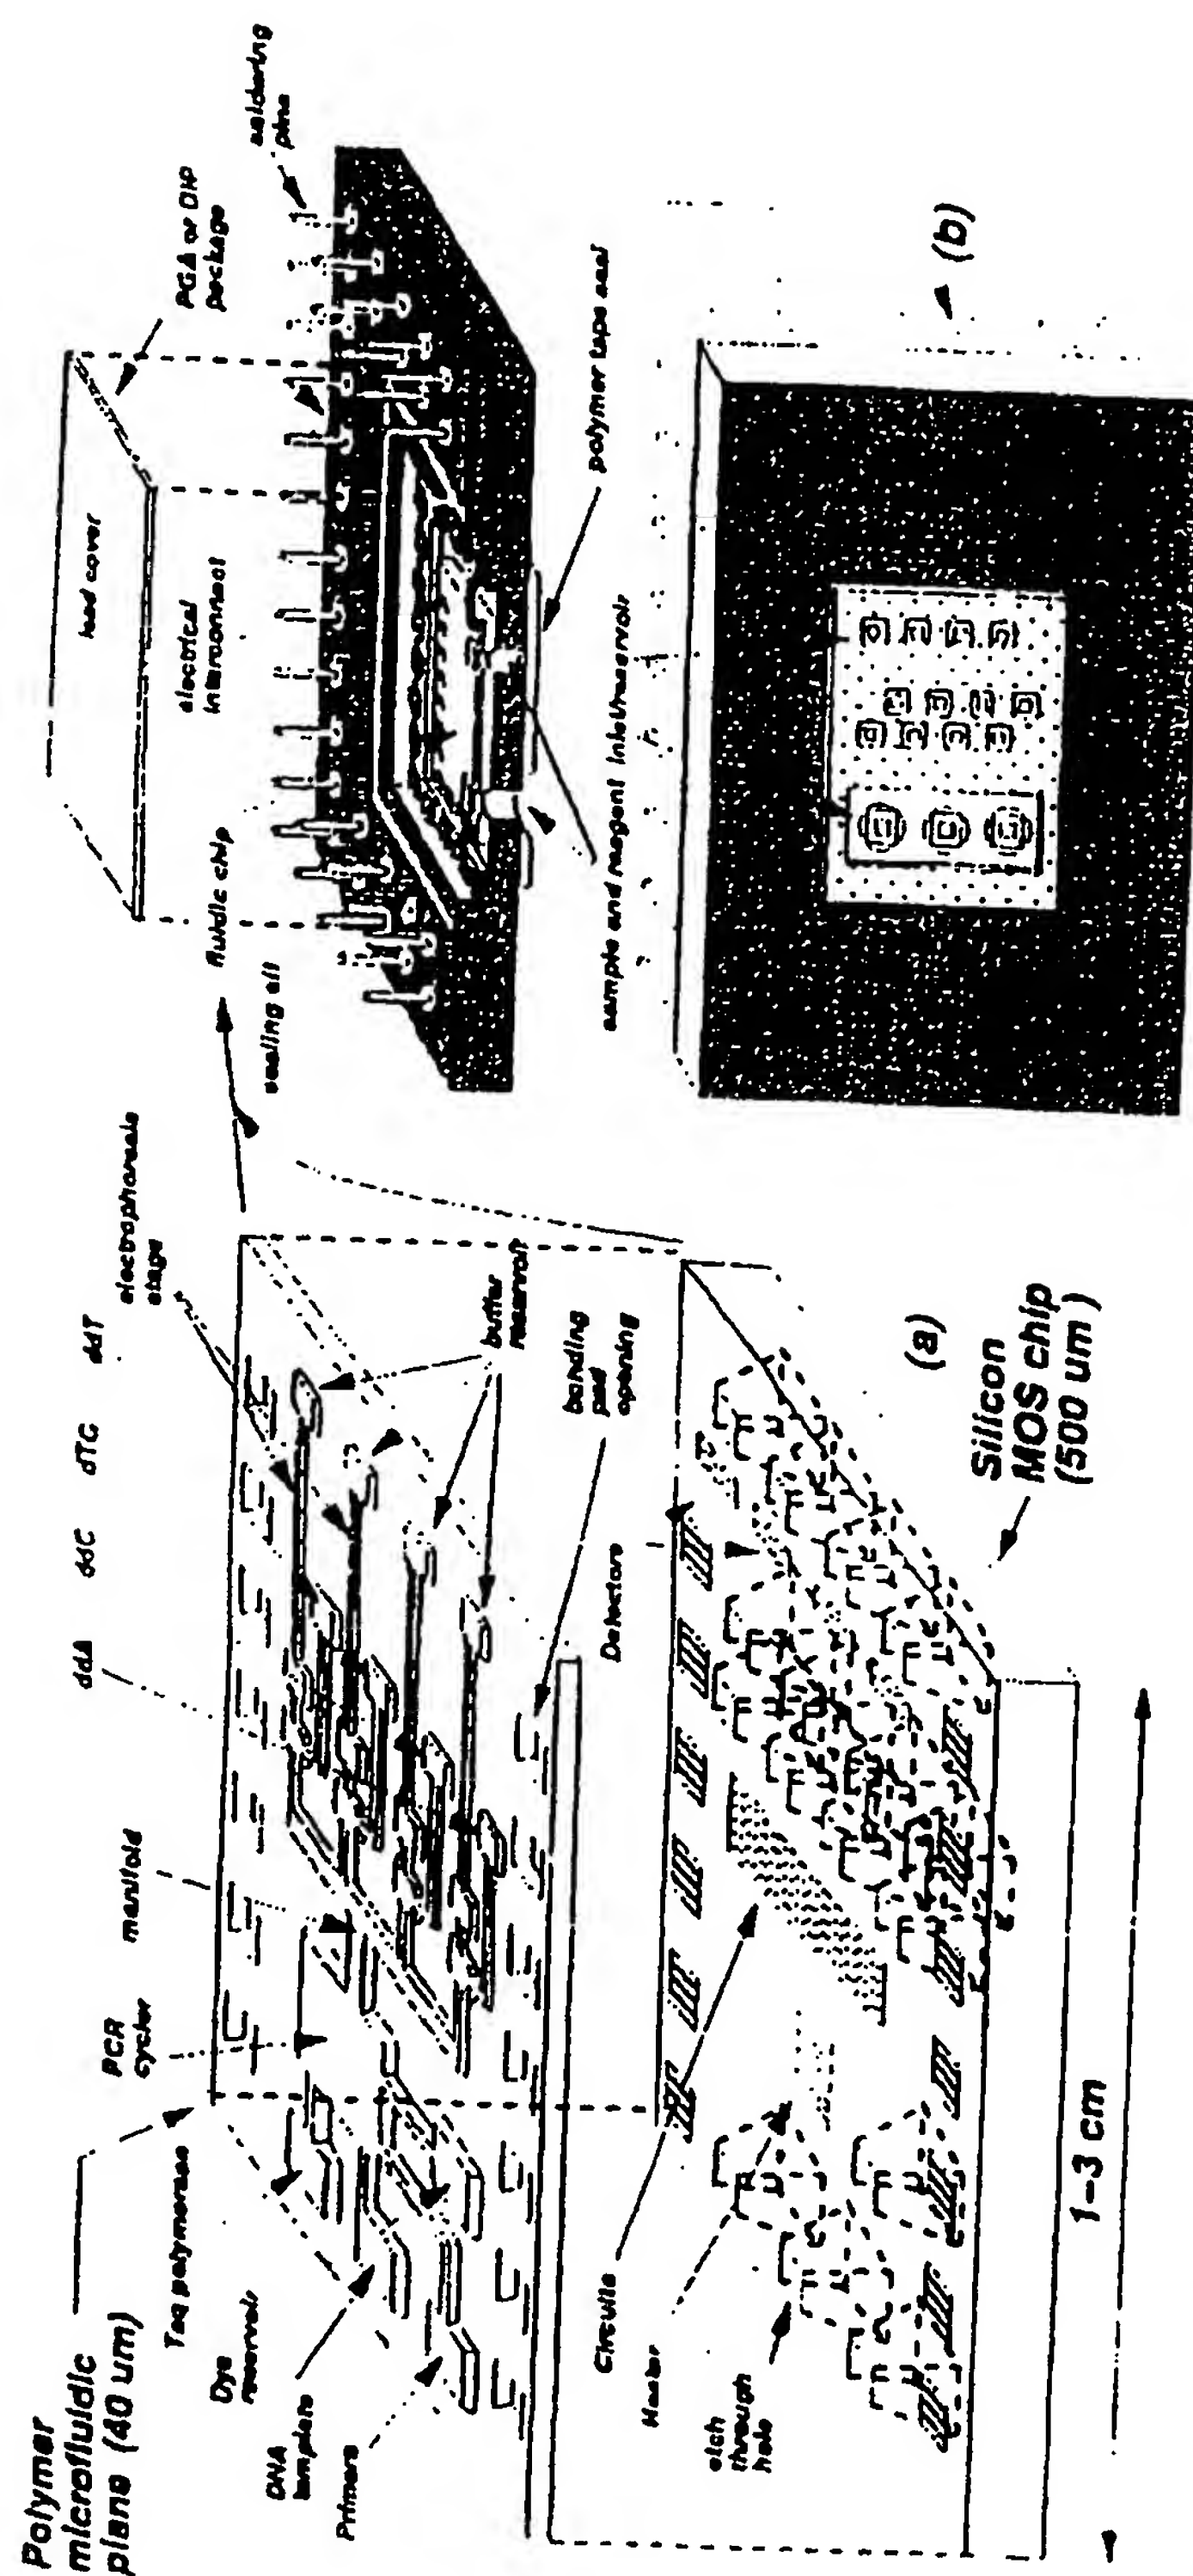 Polymer
microfluidic
plane (40 um)
Taq polymerase
Dye
reservoir
DNA
template
Primers
PCR
cycler
manifold
ddA
ddC
dTG
ddT
electrophoresis
stage
buffer
reservoir
bonding
pad
opening
Detectors
Circuits
Heater
etch
through
hole
1-3 cm
(a)
Silicon
MOS chip
(500 um)
sealing oil
fluidic chip
lead cover
electrical
interconnect
PGA or DIP
package
soldering
pins
polymer tape seal
sample and reagent inlet/reservoir
(b)